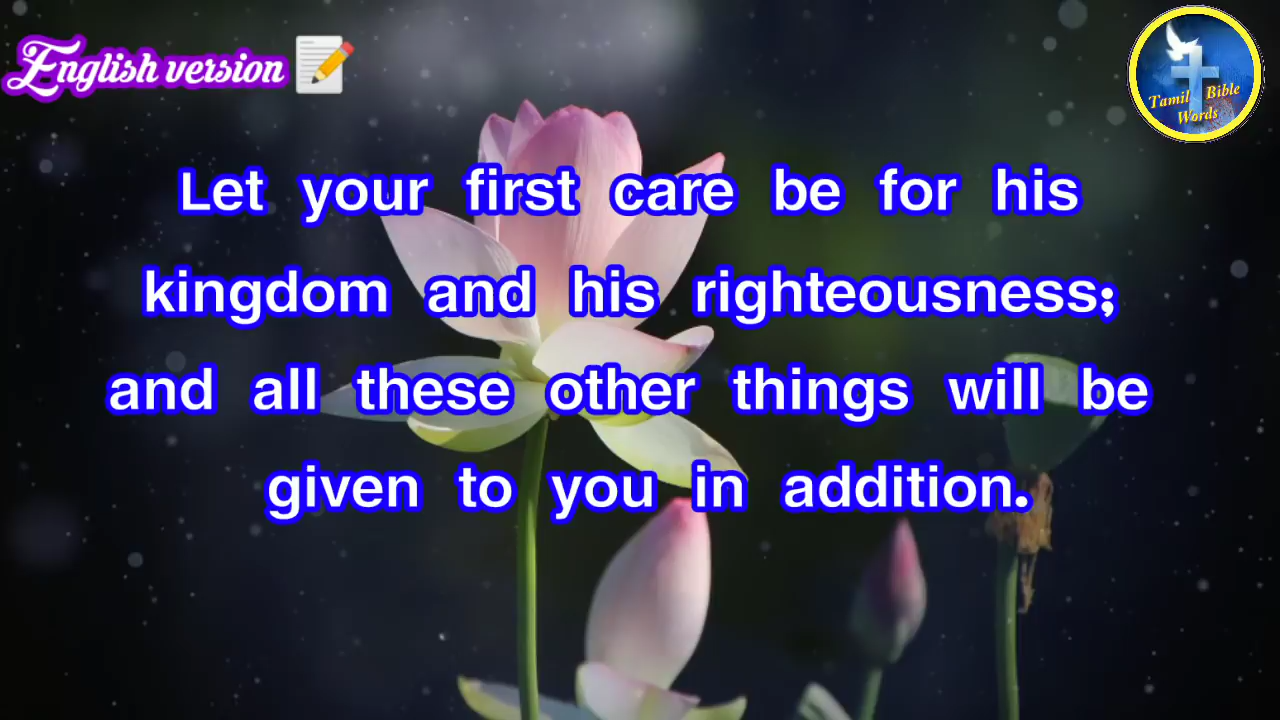 English version
Tamil Bible
Words
Let your first care be for his
kingdom and his righteousness;
and all these other things will be
given to you in addition.